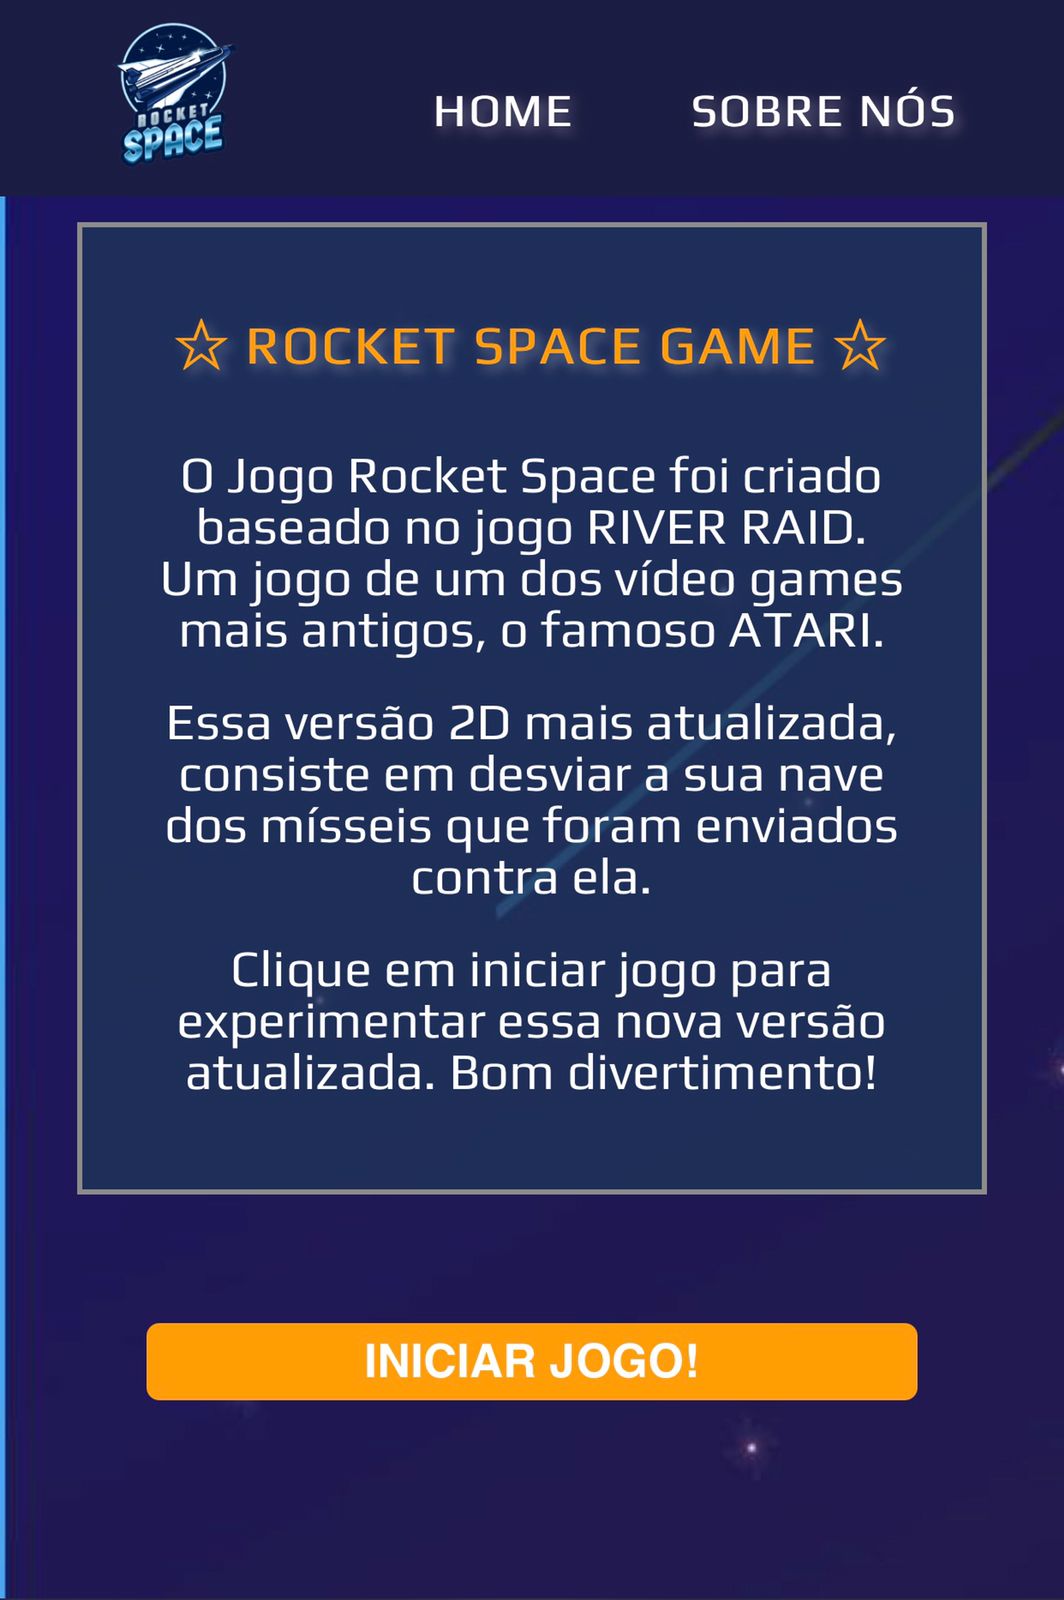 ROCKET
SPACE
HOME
SOBRE NÓS
☆ ROCKET SPACE GAME ☆
O Jogo Rocket Space foi criado
baseado no jogo RIVER RAID.
Um jogo de um dos vídeo games
mais antigos, o famoso ATARI.
Essa versão 2D mais atualizada,
consiste em desviar a sua nave
dos mísseis que foram enviados
contra ela.
Clique em iniciar jogo para
experimentar essa nova versão
atualizada. Bom divertimento!
INICIAR JOGO!